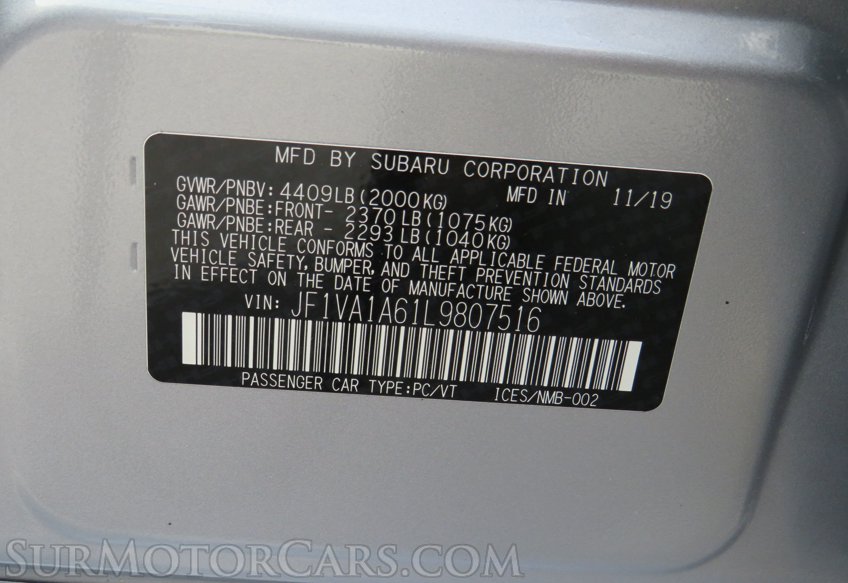 MFD BY SUBARU CORPORATION
GVWR/PNBV: 4409LB(2000KG) MFD IN 11/19
GAWR/PNBE:FRONT- 2370LB(1075KG)
GAWR/PNBE:REAR - 2293LB(1040KG)
THIS VEHICLE CONFORMS TO ALL APPLICABLE FEDERAL MOTOR
VEHICLE SAFETY, BUMPER, AND THEFT PREVENTION STANDARDS
IN EFFECT ON THE DATE OF MANUFACTURE SHOWN ABOVE.
VIN: JF1VA1A61L9807516
PASSENGER CAR TYPE:PC/VT ICES/NMB-002
SurMotorCars.com